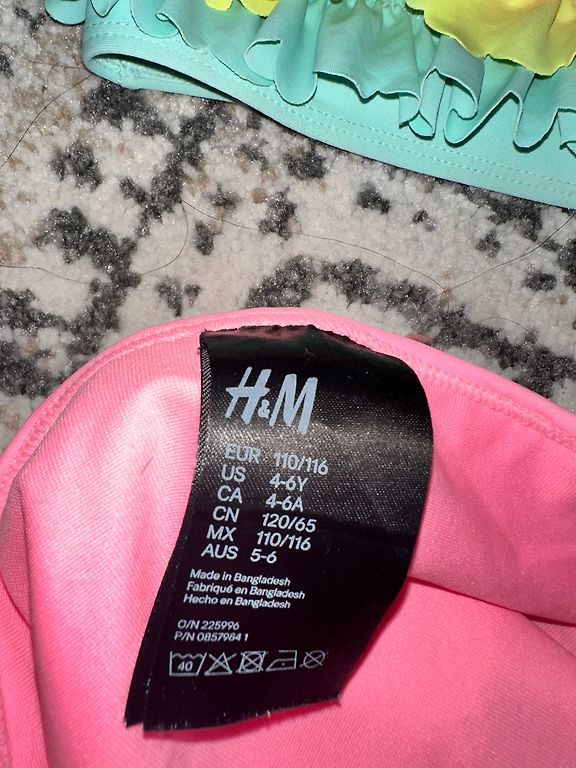 H&M
EUR 110/116
US 4-6Y
CA 4-6A
CN 120/65
MX 110/116
AUS 5-6
Made in Bangladesh
Fabriqué en Bangladesh
Hecho en Bangladesh
O/N 225996
P/N 0857984 1
40